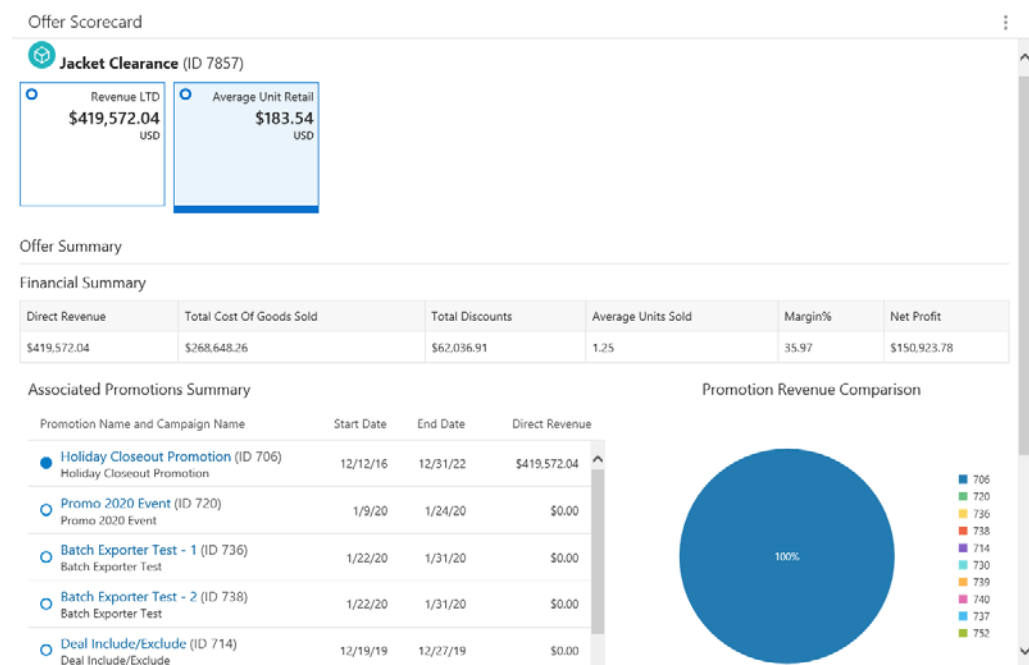 Offer Scorecard
Jacket Clearance (ID 7857)
Revenue LTD
$419,572.04
USD
Average Unit Retail
$183.54
USD
Offer Summary
Financial Summary
Direct Revenue Total Cost Of Goods Sold Total Discounts Average Units Sold Margin% Net Profit
$419,572.04 $268,648.26 $62,036.91 1.25 35.97 $150,923.78
Associated Promotions Summary
Promotion Name and Campaign Name Start Date End Date Direct Revenue
Holiday Closeout Promotion (ID 706) 12/12/16 12/31/22 $419,572.04
Holiday Closeout Promotion
Promo 2020 Event (ID 720) 1/9/20 1/24/20 $0.00
Promo 2020 Event
Batch Exporter Test - 1 (ID 736) 1/22/20 1/31/20 $0.00
Batch Exporter Test
Batch Exporter Test - 2 (ID 738) 1/22/20 1/31/20 $0.00
Batch Exporter Test
Deal Include/Exclude (ID 714) 12/19/19 12/27/19 $0.00
Deal Include/Exclude
Promotion Revenue Comparison
100%
706
720
736
738
714
730
739
740
737
752